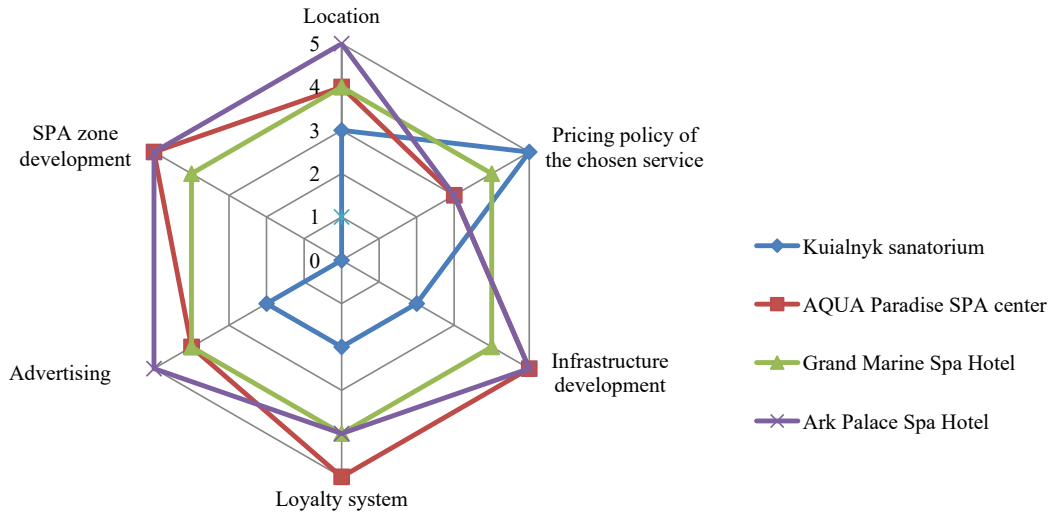 Location
5
4
3
2
1
0
SPA zone
development
Pricing policy of
the chosen service
Advertising
Infrastructure
development
Loyalty system
Kuialnyk sanatorium
AQUA Paradise SPA center
Grand Marine Spa Hotel
Ark Palace Spa Hotel